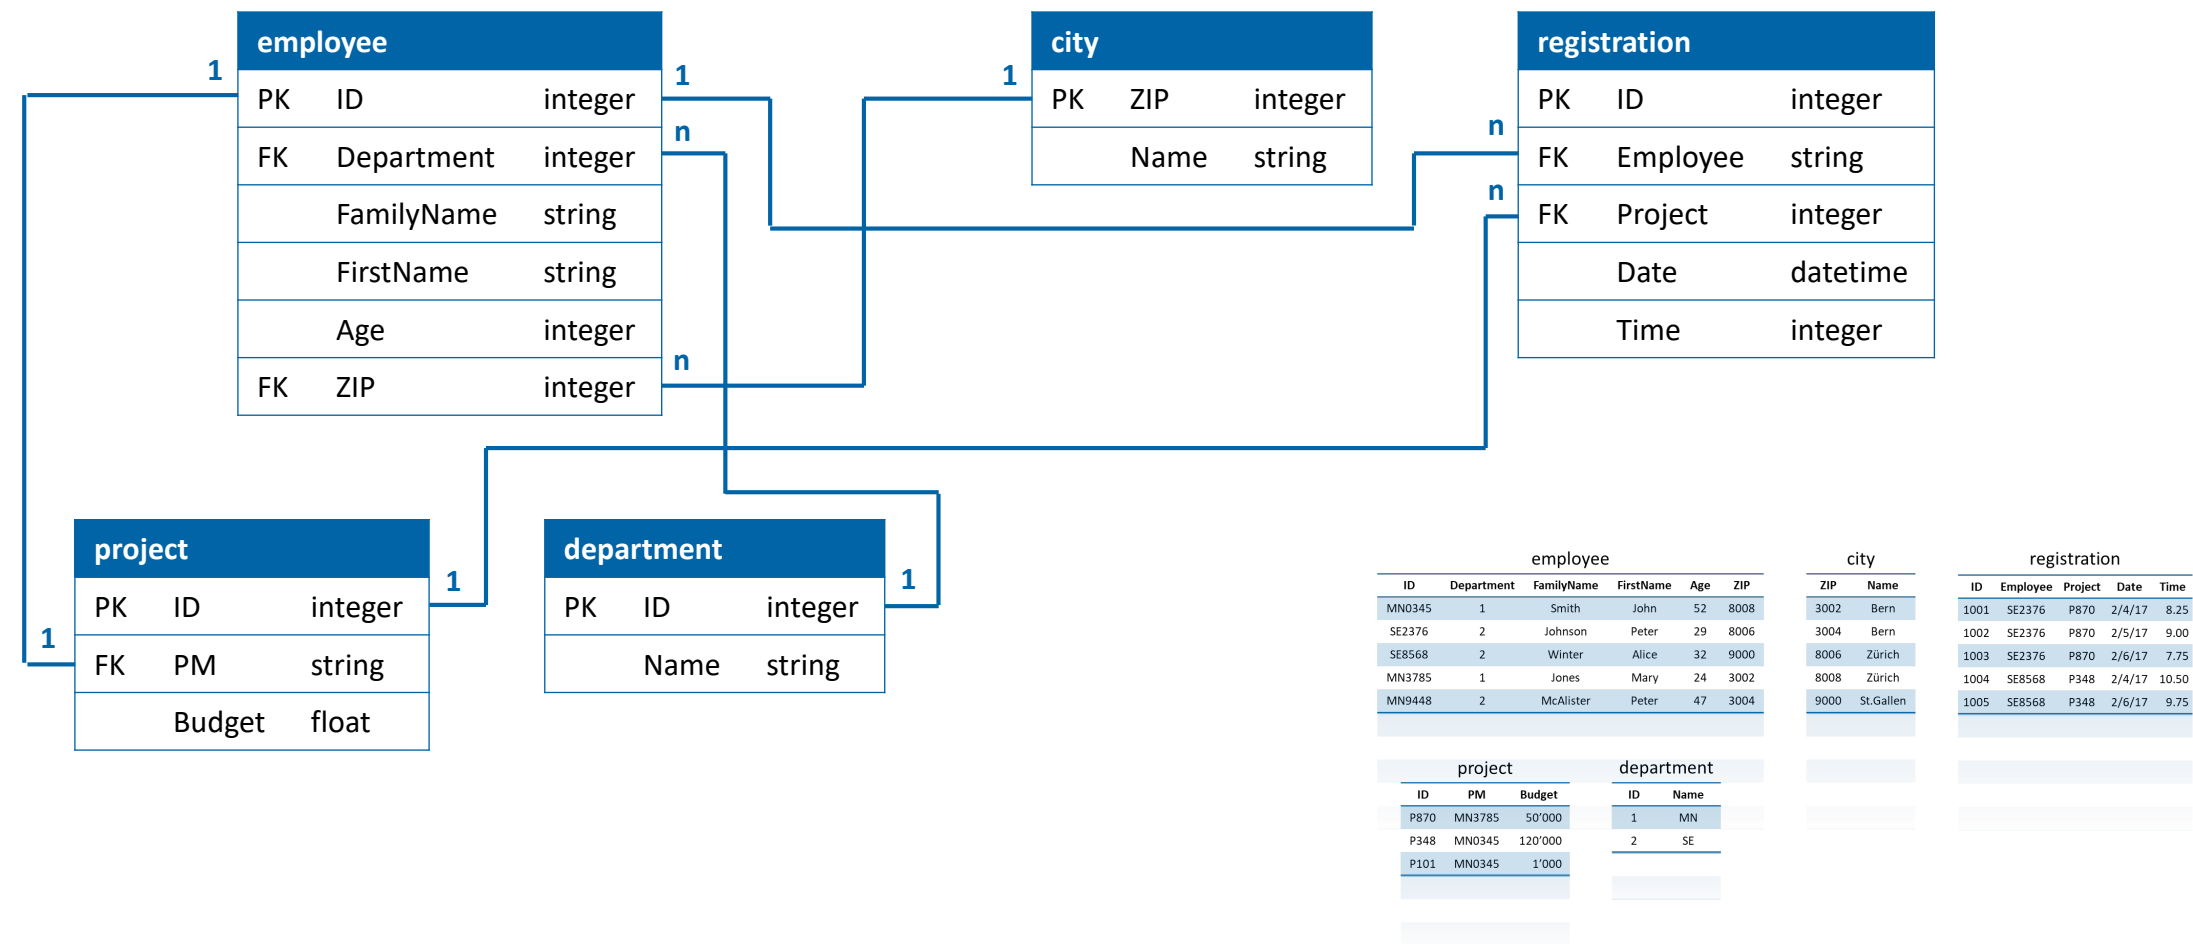 employee
1
1
PK ID integer
n
FK Department integer
FamilyName string
FirstName string
Age integer
n
FK ZIP integer
city
1
PK ZIP integer
Name string
registration
PK ID integer
n
FK Employee string
n
FK Project integer
Date datetime
Time integer
project
1
PK ID integer
1
FK PM string
Budget float
department
1
PK ID integer
Name string
employee
ID Department FamilyName FirstName Age ZIP
MN0345 1 Smith John 52 8008
SE2376 2 Johnson Peter 29 8006
SE8568 2 Winter Alice 32 9000
MN3785 1 Jones Mary 24 3002
MN9448 2 McAlister Peter 47 3004
city
ZIP Name
3002 Bern
3004 Bern
8006 Zürich
8008 Zürich
9000 St.Gallen
registration
ID Employee Project Date Time
1001 SE2376 P870 2/4/17 8.25
1002 SE2376 P870 2/5/17 9.00
1003 SE2376 P870 2/6/17 7.75
1004 SE8568 P348 2/4/17 10.50
1005 SE8568 P348 2/6/17 9.75
project
ID PM Budget
P870 MN3785 50’000
P348 MN0345 120’000
P101 MN0345 1’000
department
ID Name
1 MN
2 SE